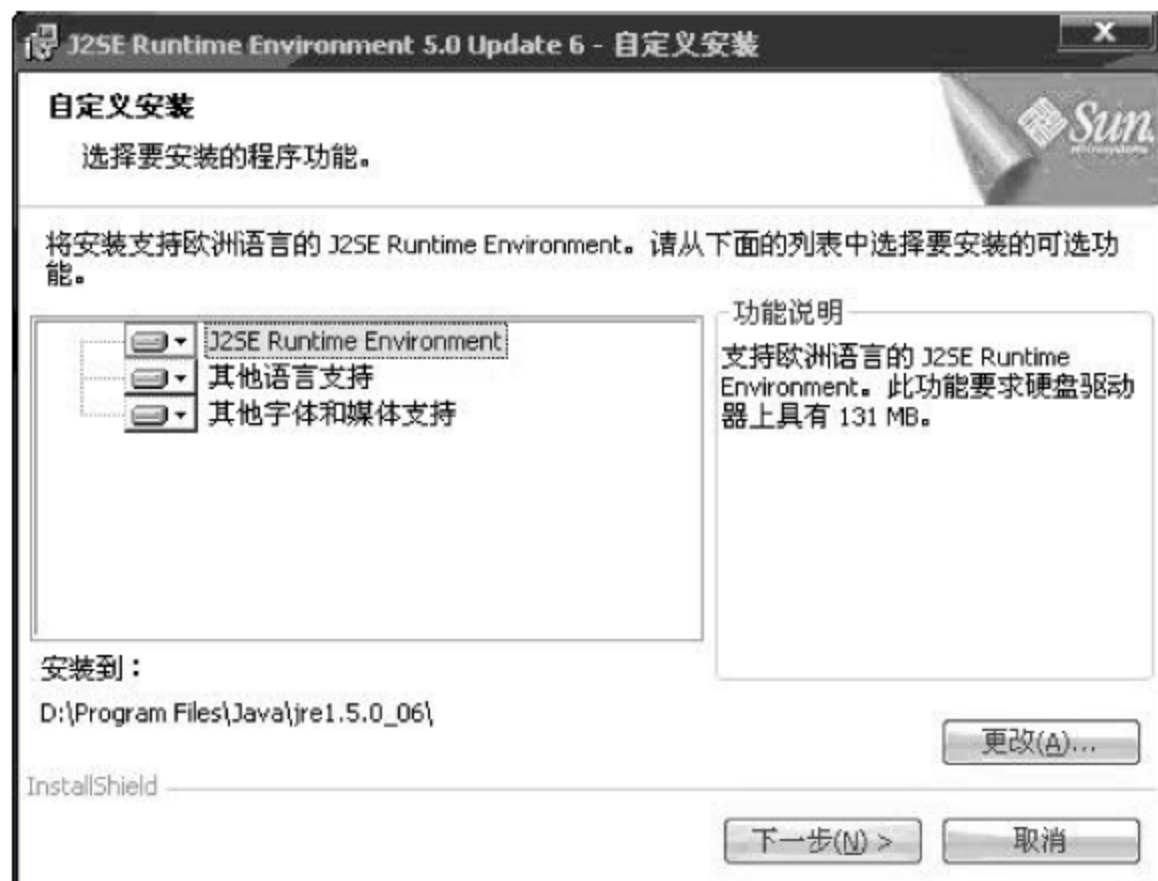 J2SE Runtime Environment 5.0 Update 6 - 自定义安装
X
自定义安装
选择要安装的程序功能。
Sun
microsystems
将安装支持欧洲语言的 J2SE Runtime Environment。请从下面的列表中选择要安装的可选功
能。
J2SE Runtime Environment
其他语言支持
其他字体和媒体支持
功能说明
支持欧洲语言的 J2SE Runtime
Environment。此功能要求硬盘驱动
器上具有 131 MB。
安装到：
D:\Program Files\Java\jre1.5.0_06\
更改(A)...
InstallShield
下一步(N) >
取消